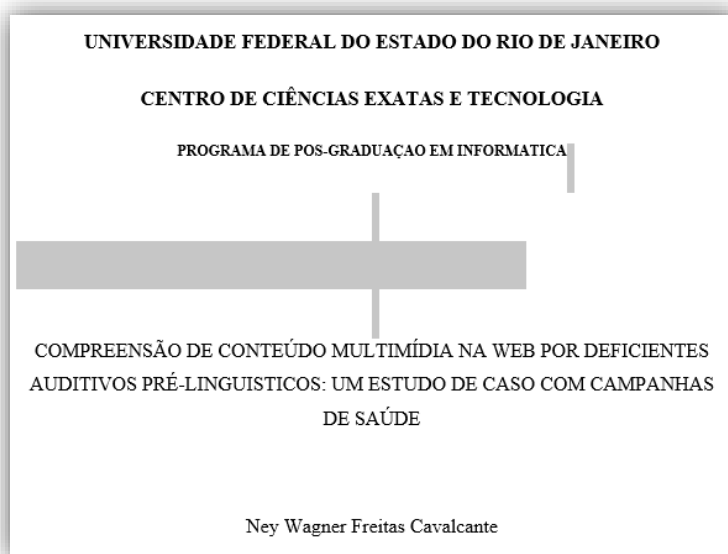 UNIVERSIDADE FEDERAL DO ESTADO DO RIO DE JANEIRO
CENTRO DE CIÊNCIAS EXATAS E TECNOLOGIA
PROGRAMA DE POS-GRADUAÇAO EM INFORMATICA
COMPREENSÃO DE CONTEÚDO MULTIMÍDIA NA WEB POR DEFICIENTES
AUDITIVOS PRÉ-LINGUISTICOS: UM ESTUDO DE CASO COM CAMPANHAS
DE SAÚDE
Ney Wagner Freitas Cavalcante